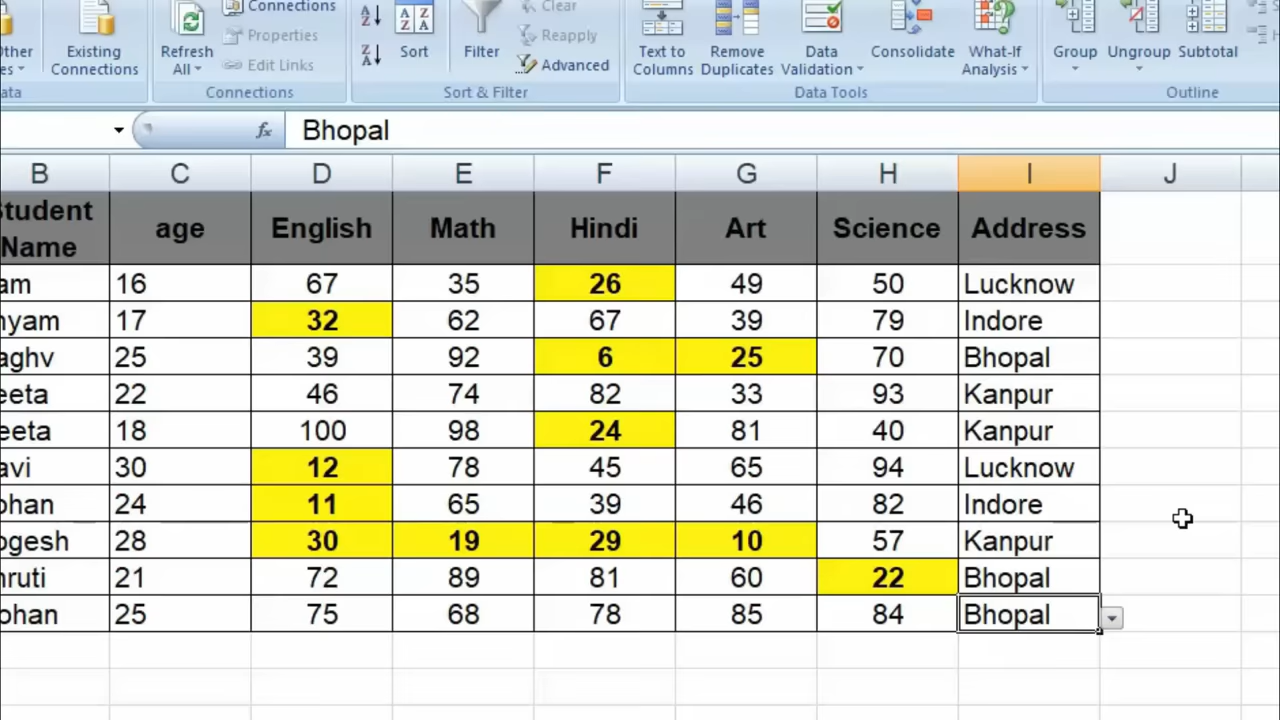 Connections
Clear
Existing Connections
Refresh All
Properties
Edit Links
Sort
Filter
Reapply
Advanced
Text to Columns
Remove Duplicates
Data Validation
Consolidate
What-If Analysis
Group
Ungroup
Subtotal
Connections
Sort & Filter
Data Tools
Outline
fx Bhopal
B C D E F G H I J
Name age English Math Hindi Art Science Address
16 67 35 26 49 50 Lucknow
17 32 62 67 39 79 Indore
25 39 92 6 25 70 Bhopal
22 46 74 82 33 93 Kanpur
18 100 98 24 81 40 Kanpur
30 12 78 45 65 94 Lucknow
24 11 65 39 46 82 Indore
28 30 19 29 10 57 Kanpur
21 72 89 81 60 22 Bhopal
25 75 68 78 85 84 Bhopal